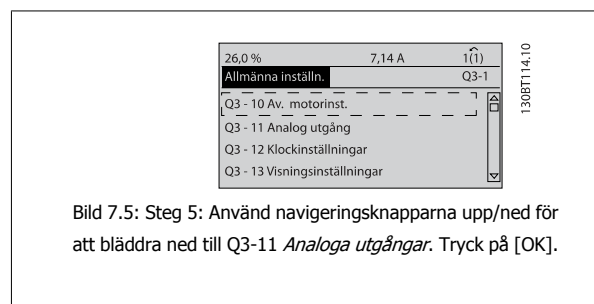 26,0 % 7,14 A 1(1)
Allmänna inställn. Q3-1
Q3 - 10 Av. motorinst.
Q3 - 11 Analog utgång
Q3 - 12 Klockinställningar
Q3 - 13 Visningsinställningar
130BT114.10
Bild 7.5: Steg 5: Använd navigeringsknapparna upp/ned för
att bläddra ned till Q3-11 Analoga utgångar. Tryck på [OK].